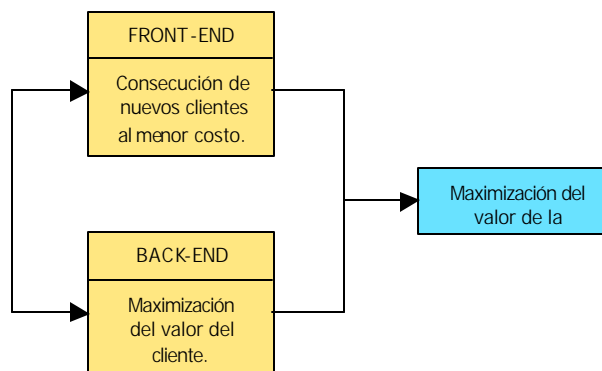 FRONT-END
Consecución de
nuevos clientes
al menor costo.
Maximización del
valor de la
BACK-END
Maximización
del valor del
cliente.